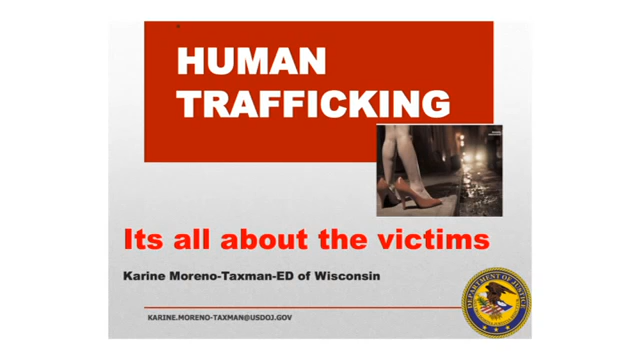 HUMAN
TRAFFICKING
Its all about the victims
Karine Moreno-Taxman-ED of Wisconsin
KARINE.MORENO-TAXMAN@USDOJ.GOV
DEPARTMENT OF JUSTICE